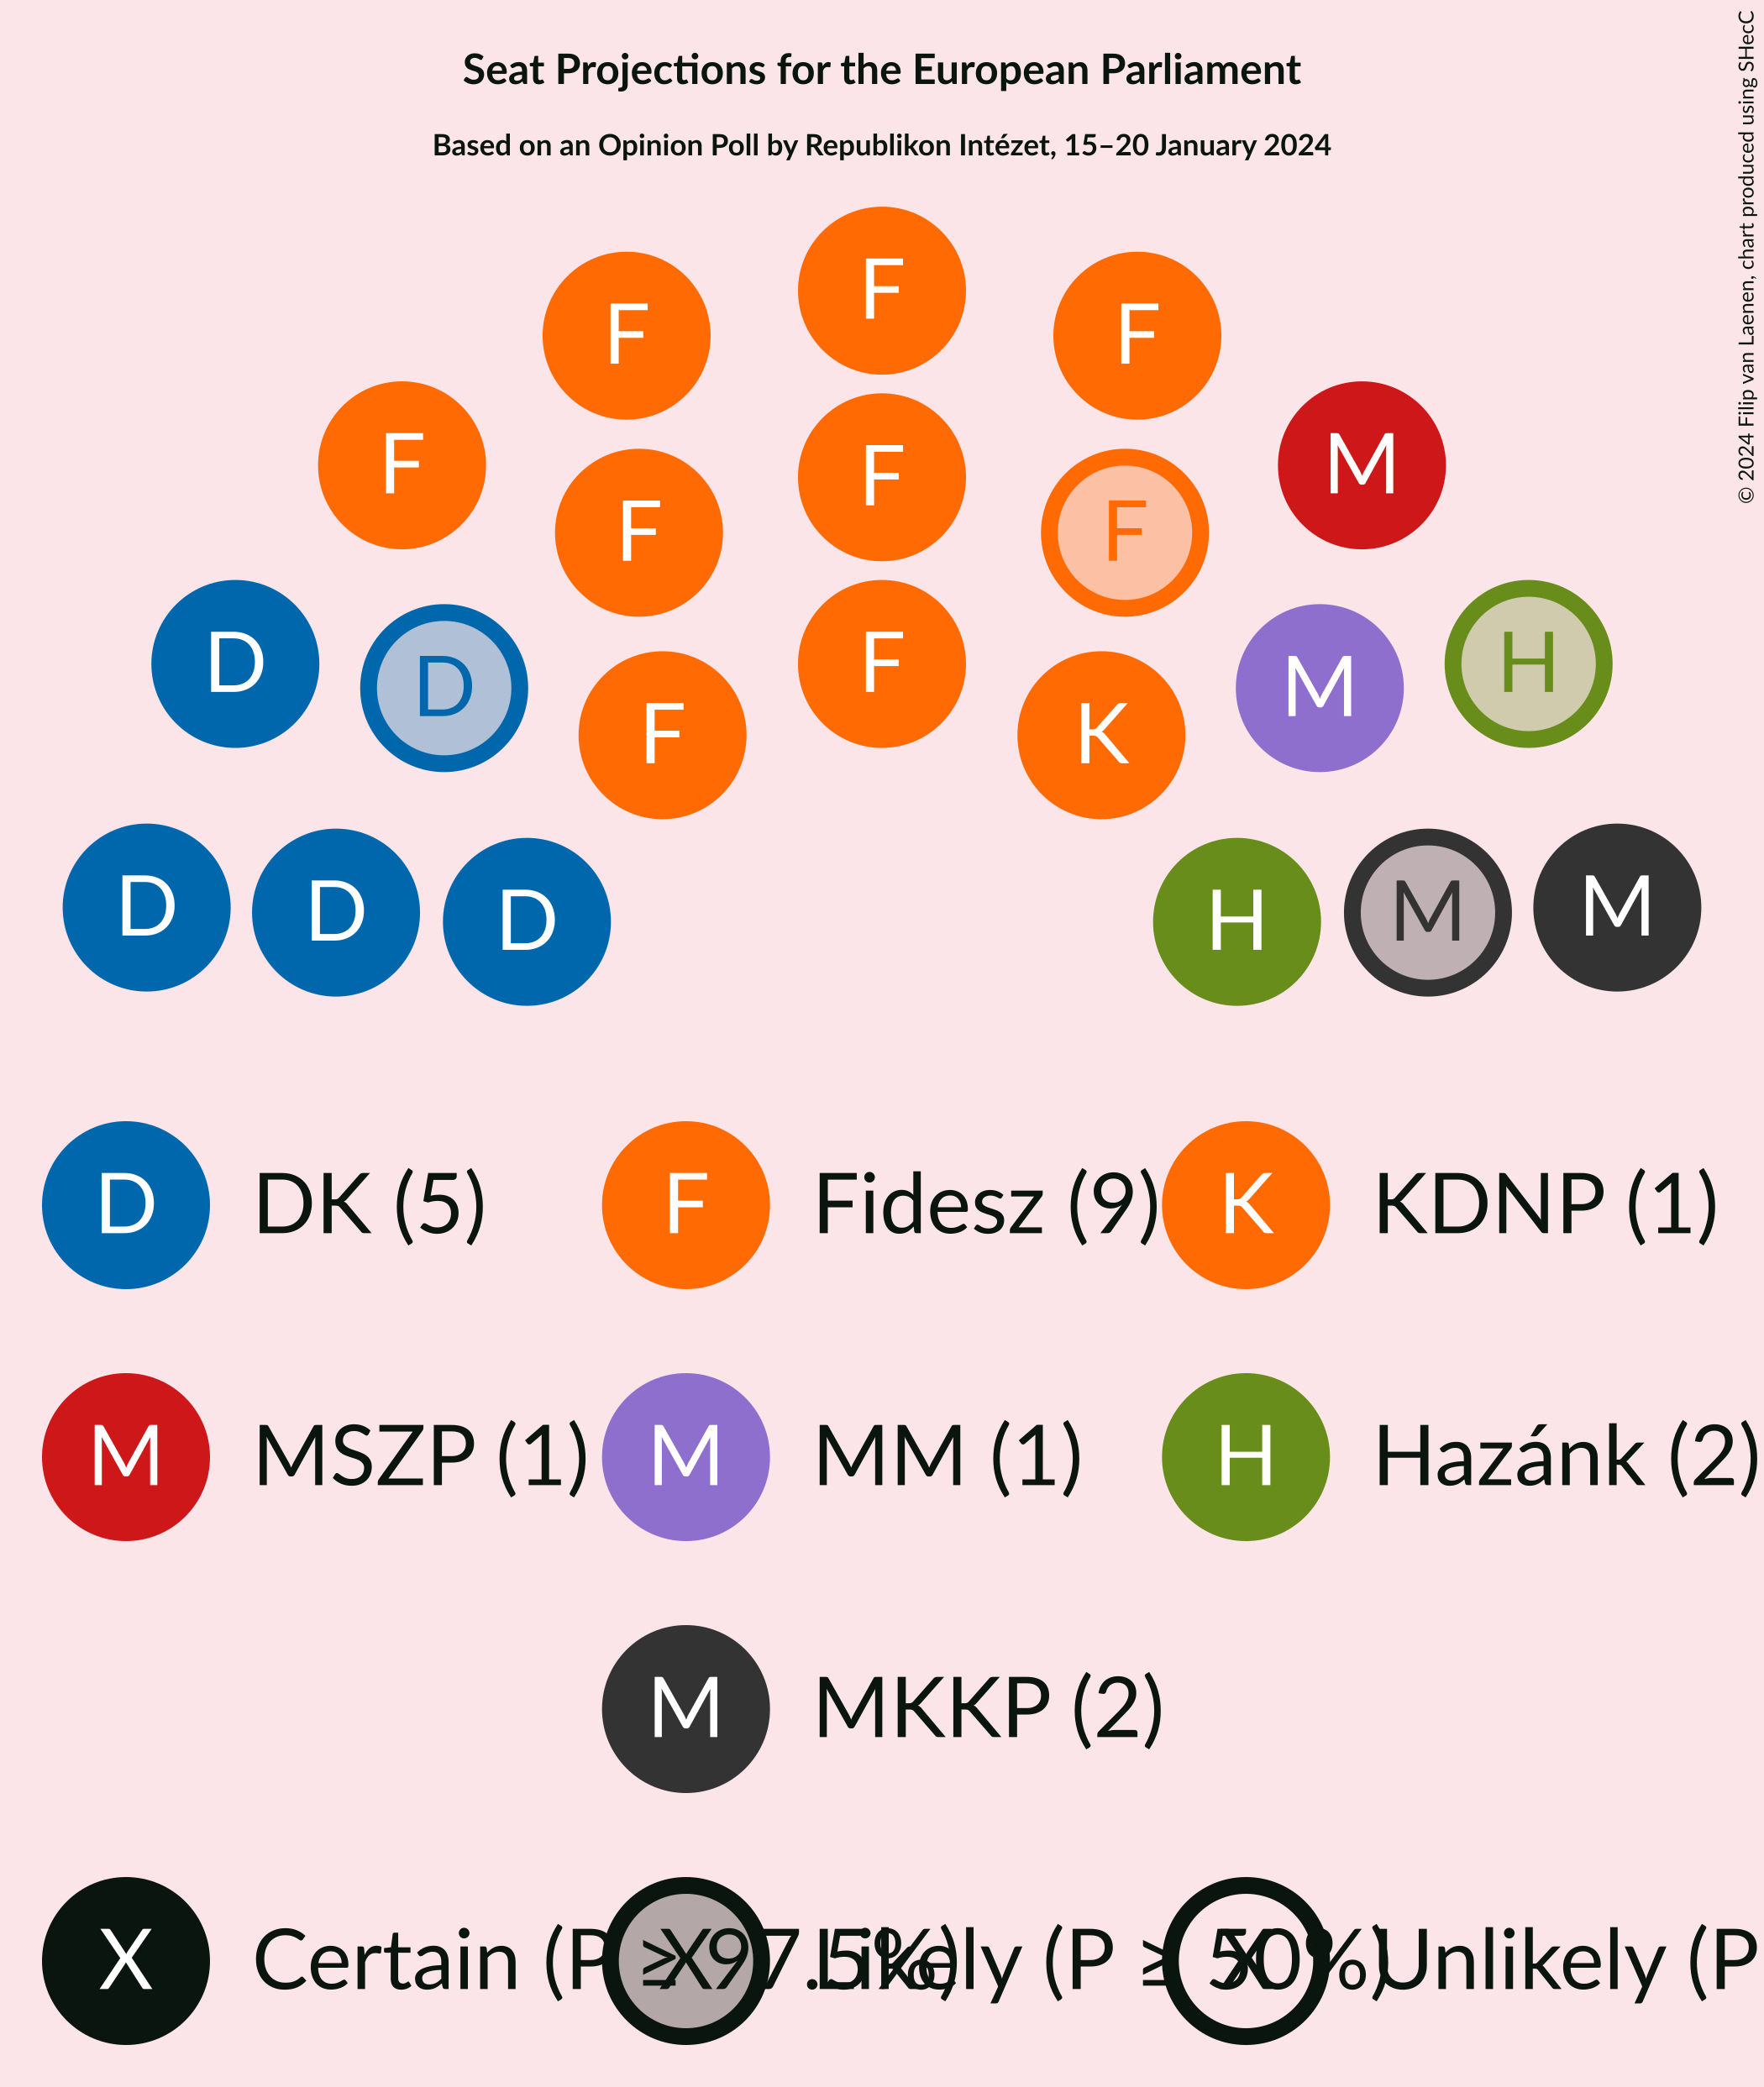 Seat Projections for the European Parliament
Based on an Opinion Poll by Republikon Intézet, 15–20 January 2024
© 2024 Filip van Laenen, chart produced using SHecC
F
F F
F M
F
F F
D F H
D M
F K
D D D H M M
D DK (5) F Fidesz (9) K KDNP (1)
M MSZP (1) M MM (1) H Hazánk (2)
M MKKP (2)
X Certain (P ≥ 97.5%) X Likely (P ≥ 50%) X Unlikely (P